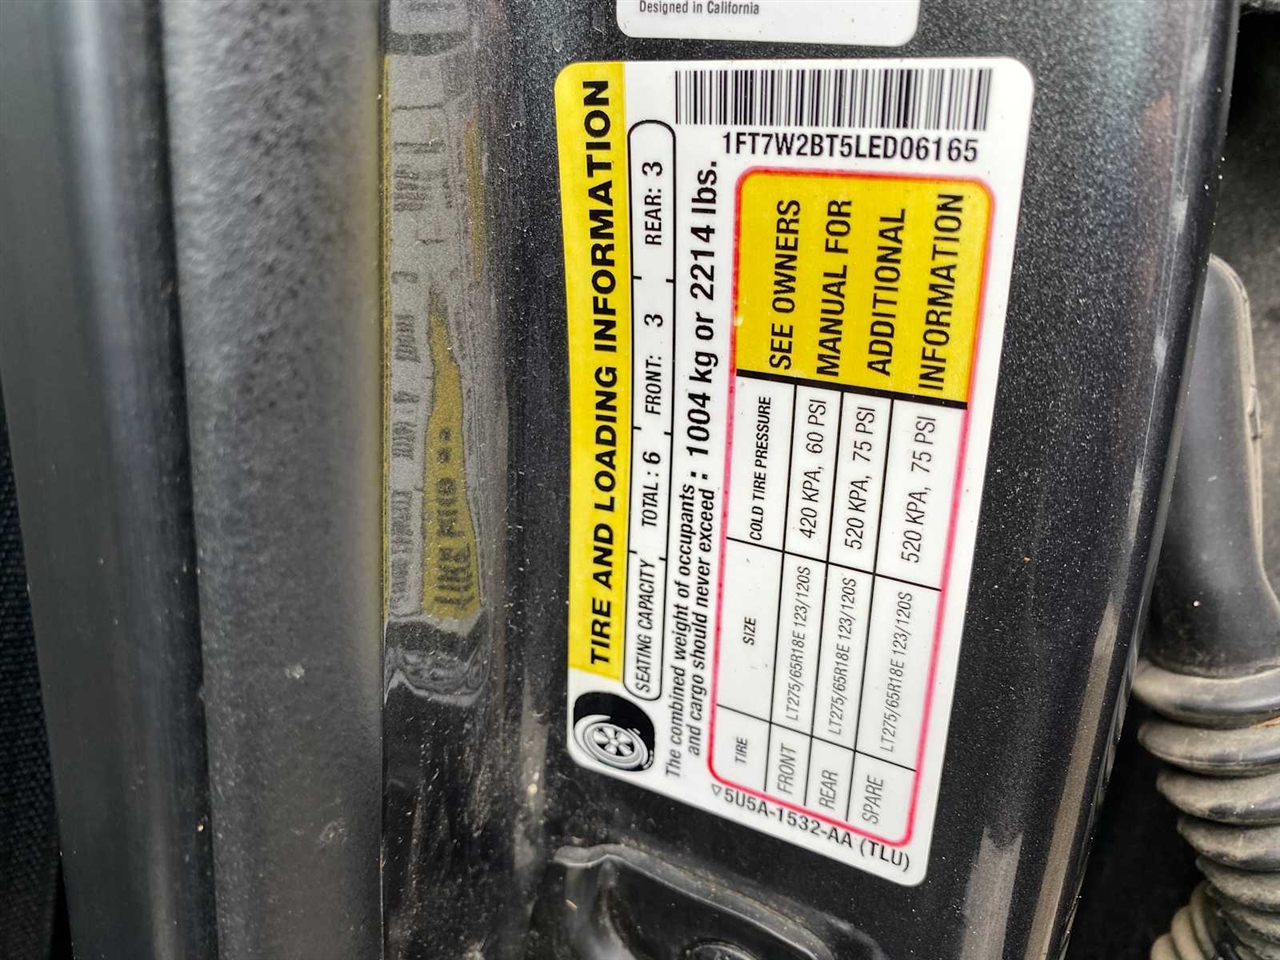 Designed in California
1FT7W2BT5LED06165
TIRE AND LOADING INFORMATION
SEATING CAPACITY TOTAL : 6 FRONT: 3 REAR: 3
The combined weight of occupants
and cargo should never exceed : 1004 kg or 2214 lbs.
TIRE SIZE COLD TIRE PRESSURE
FRONT LT275/65R18E 123/120S 420 KPA, 60 PSI
REAR LT275/65R18E 123/120S 520 KPA, 75 PSI
SPARE LT275/65R18E 123/120S 520 KPA, 75 PSI
SEE OWNERS
MANUAL FOR
ADDITIONAL
INFORMATION
5U5A-1532-AA (TLU)